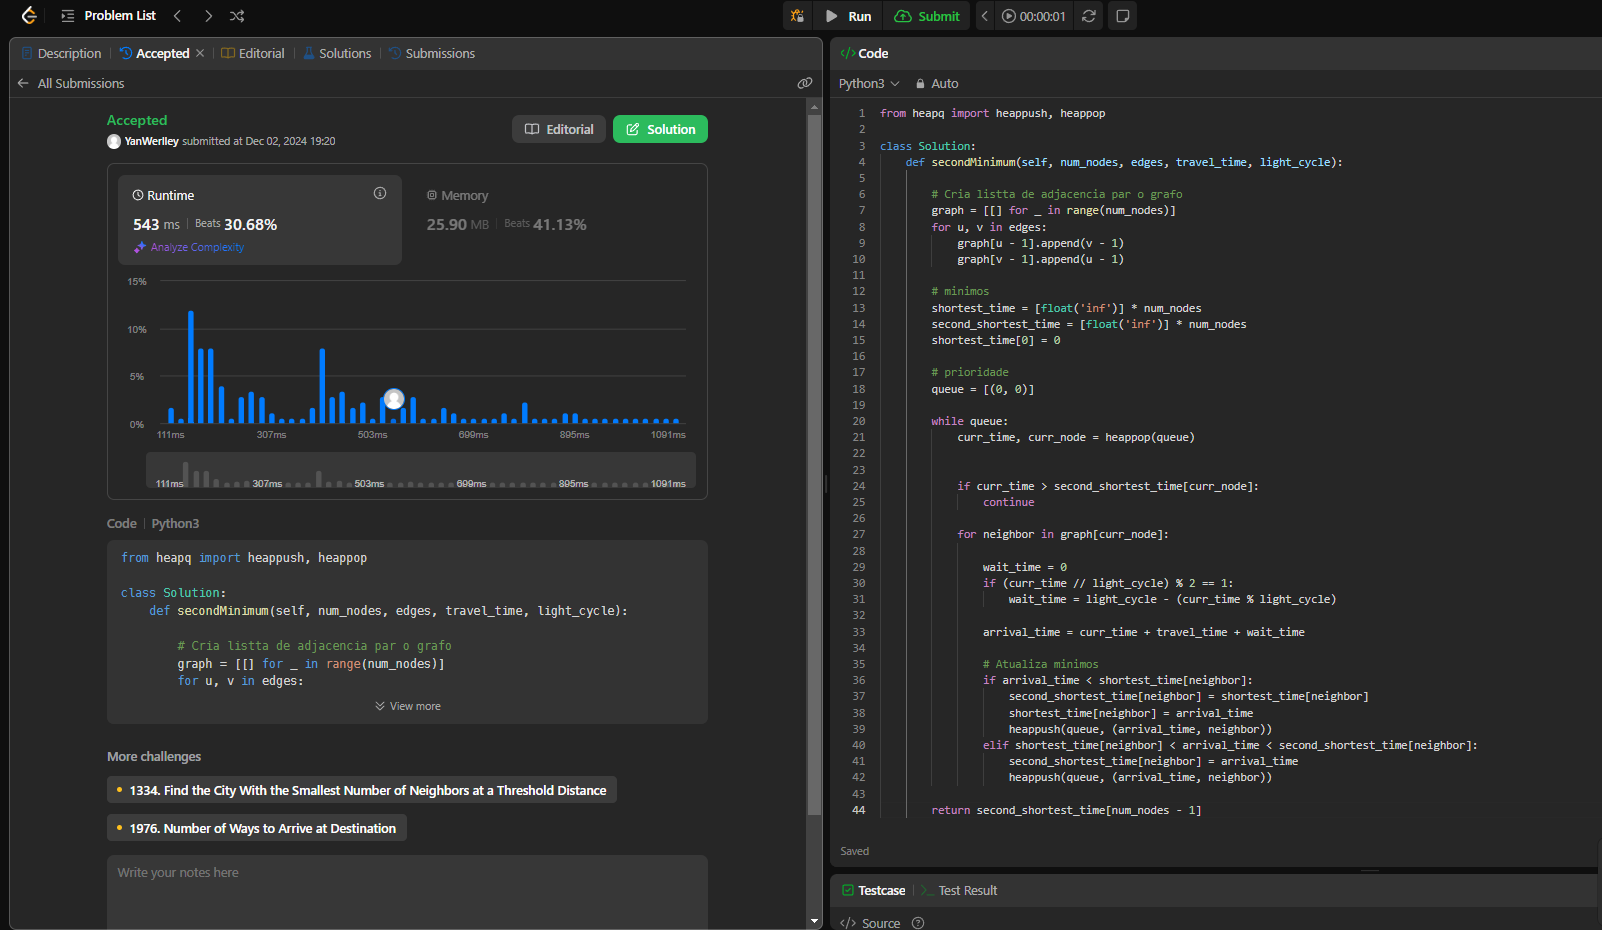 Problem List
Run
Submit
00:00:01
Description
Accepted
Editorial
Solutions
Submissions
All Submissions
Accepted
YanWerlley submitted at Dec 02, 2024 19:20
Editorial
Solution
Runtime
543 ms
Beats 30.68%
Analyze Complexity
Memory
25.90 MB
Beats 41.13%
15%
10%
5%
0%
111ms 307ms 503ms 699ms 895ms 1091ms
111ms 307ms 503ms 699ms 895ms 1091ms
Code | Python3
from heapq import heappush, heappop
class Solution:
def secondMinimum(self, num_nodes, edges, travel_time, light_cycle):
# Cria listta de adjacencia par o grafo
graph = [[] for _ in range(num_nodes)]
for u, v in edges:
View more
More challenges
1334. Find the City With the Smallest Number of Neighbors at a Threshold Distance
1976. Number of Ways to Arrive at Destination
Write your notes here
</> Code
Python3
Auto
1 from heapq import heappush, heappop
2
3 class Solution:
4 def secondMinimum(self, num_nodes, edges, travel_time, light_cycle):
5
6 # Cria listta de adjacencia par o grafo
7 graph = [[] for _ in range(num_nodes)]
8 for u, v in edges:
9 graph[u - 1].append(v - 1)
10 graph[v - 1].append(u - 1)
11
12 # minimos
13 shortest_time = [float('inf')] * num_nodes
14 second_shortest_time = [float('inf')] * num_nodes
15 shortest_time[0] = 0
16
17 # prioridade
18 queue = [(0, 0)]
19
20 while queue:
21 curr_time, curr_node = heappop(queue)
22
23
24 if curr_time > second_shortest_time[curr_node]:
25 continue
26
27 for neighbor in graph[curr_node]:
28
29 wait_time = 0
30 if (curr_time // light_cycle) % 2 == 1:
31 wait_time = light_cycle - (curr_time % light_cycle)
32
33 arrival_time = curr_time + travel_time + wait_time
34
35 # Atualiza minimos
36 if arrival_time < shortest_time[neighbor]:
37 second_shortest_time[neighbor] = shortest_time[neighbor]
38 shortest_time[neighbor] = arrival_time
39 heappush(queue, (arrival_time, neighbor))
40 elif shortest_time[neighbor] < arrival_time < second_shortest_time[neighbor]:
41 second_shortest_time[neighbor] = arrival_time
42 heappush(queue, (arrival_time, neighbor))
43
44 return second_shortest_time[num_nodes - 1]
Saved
Testcase
Test Result
</> Source